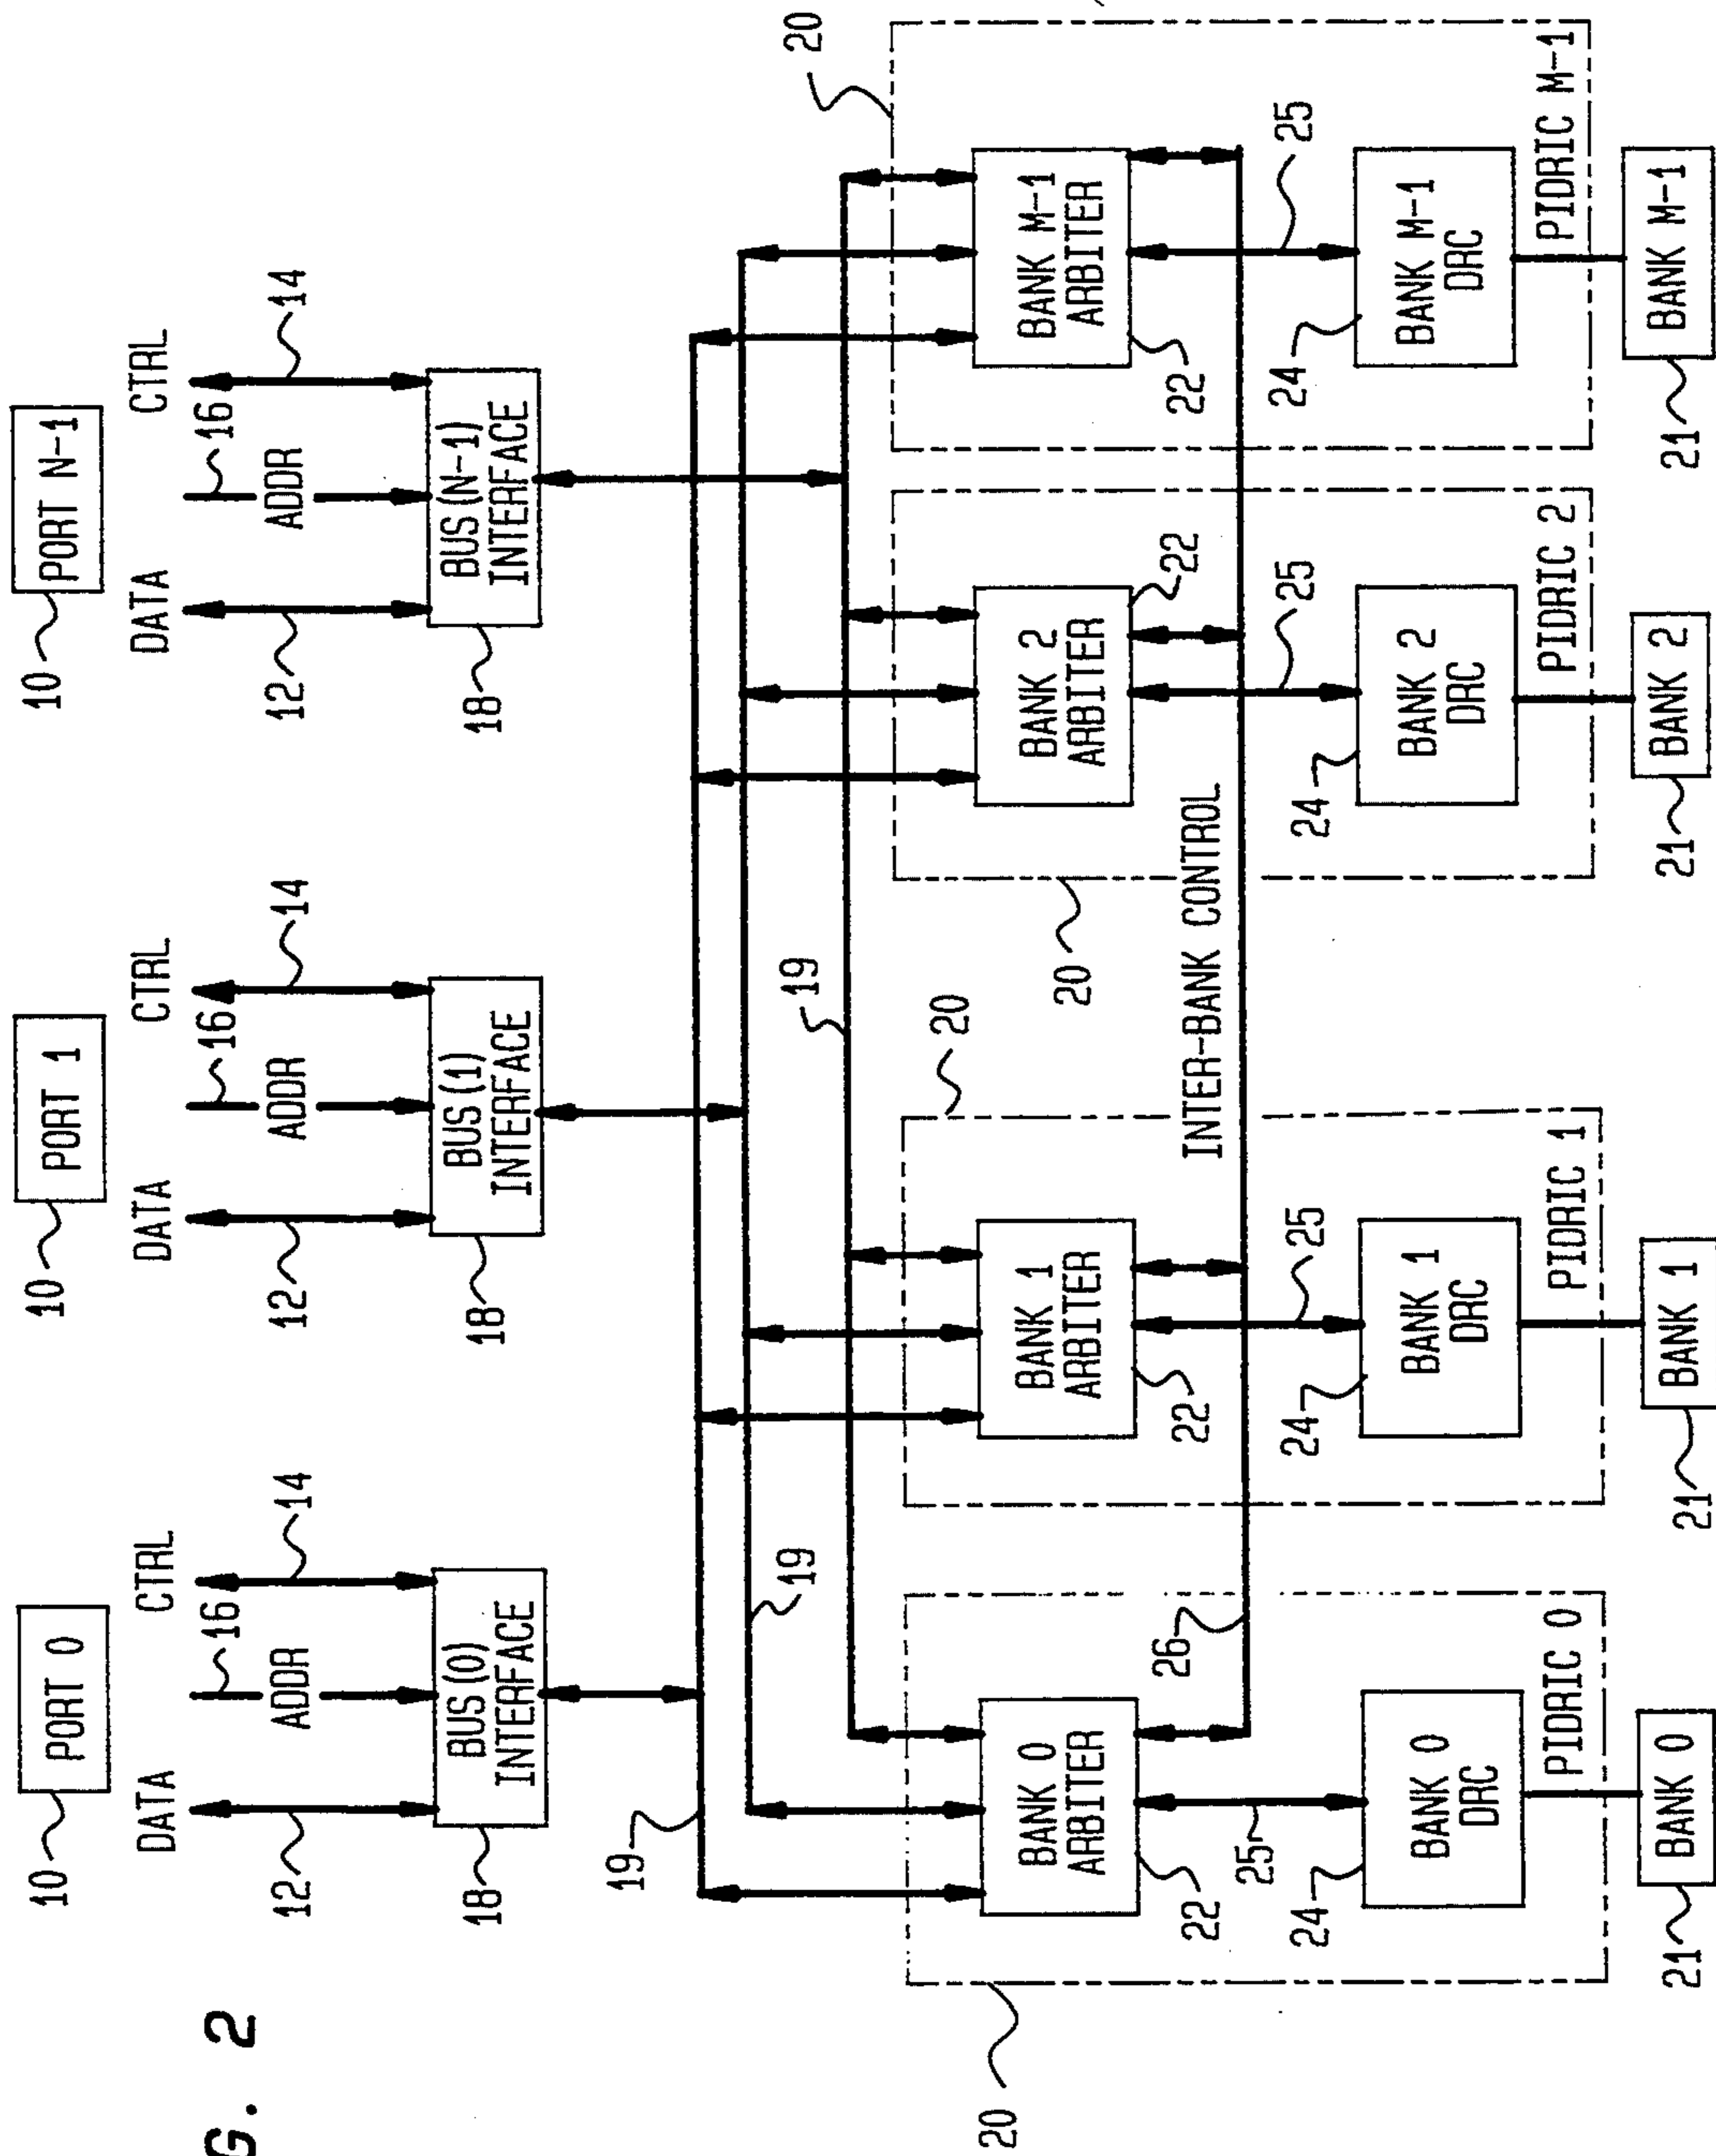 G. 2
10 PORT 0
10 PORT 1
10 PORT N-1
DATA CTRL
DATA CTRL
DATA CTRL
16 14
16 14
16 14
12 ADDR
12 ADDR
12 ADDR
18 BUS (0) INTERFACE
18 BUS (1) INTERFACE
18 BUS (N-1) INTERFACE
19
19
19
20
20
20
20
BANK 0
ARBITER
BANK 1
ARBITER
BANK 2
ARBITER
BANK M-1
ARBITER
22
22
22
22
26
INTER-BANK CONTROL
25
25
25
25
24
24
24
24
BANK 0
DRC
BANK 1
DRC
BANK 2
DRC
BANK M-1
DRC
PIDRIC 0
PIDRIC 1
PIDRIC 2
PIDRIC M-1
21 BANK 0
21 BANK 1
21 BANK 2
21 BANK M-1